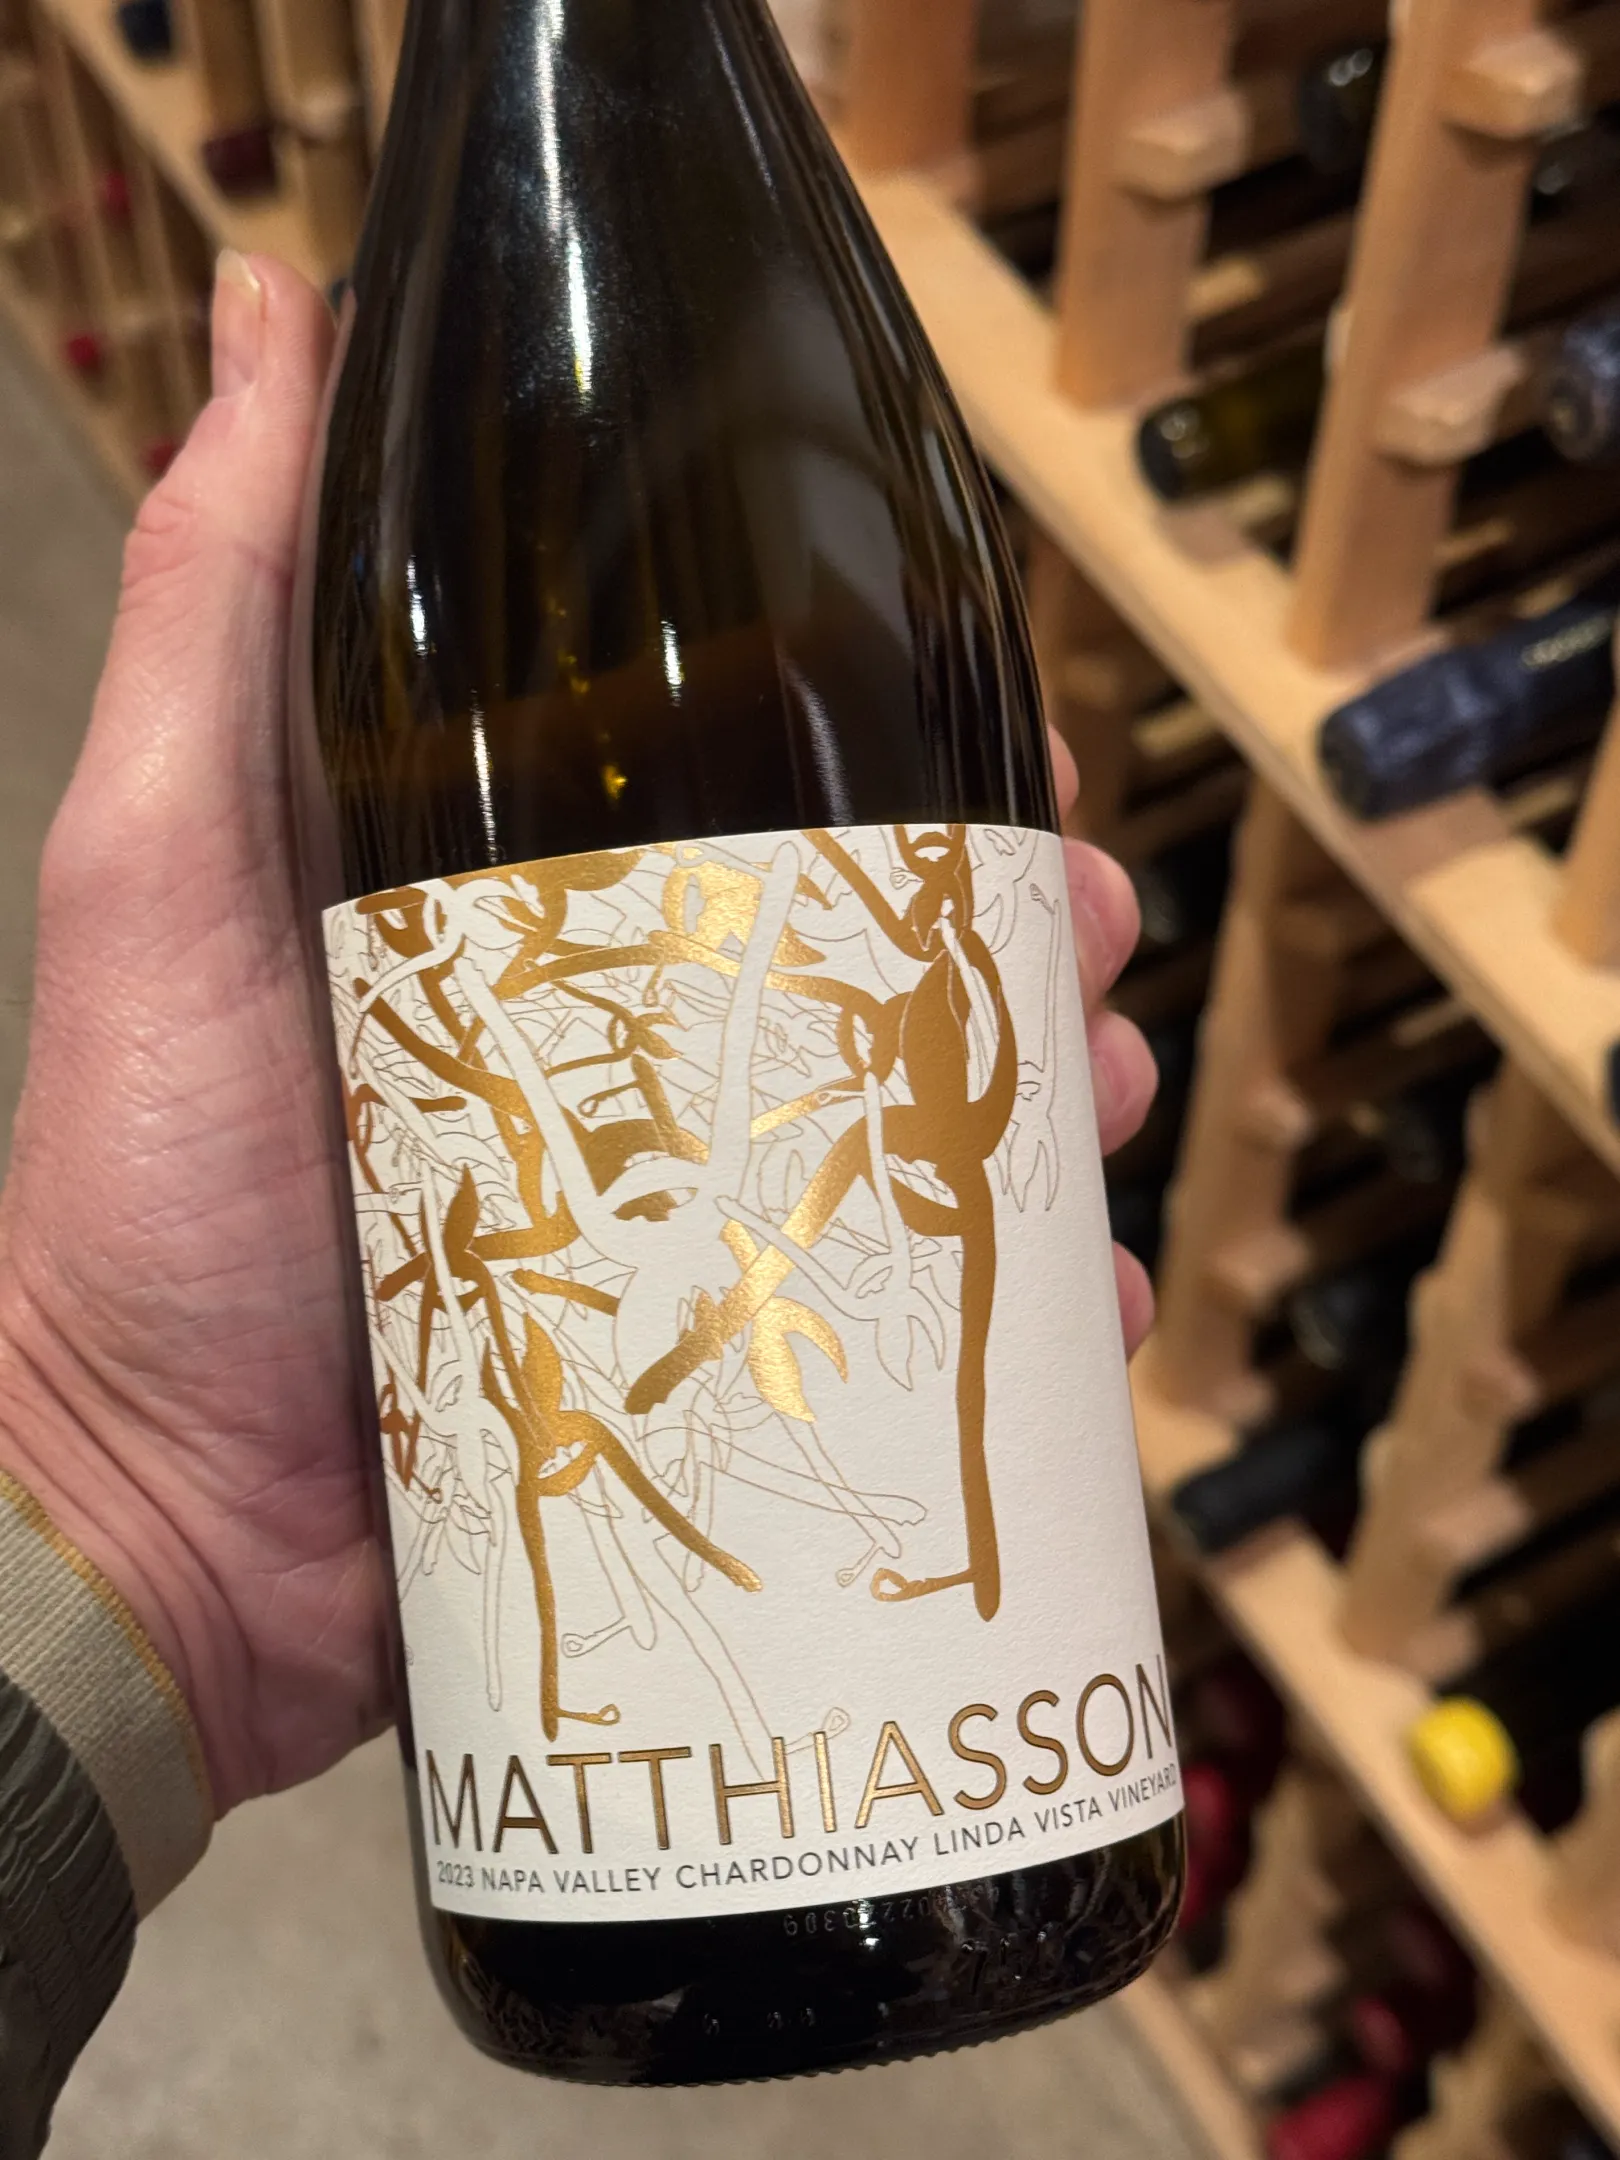 MATTHIASSON
2023 NAPA VALLEY CHARDONNAY LINDA VISTA VINEYARD